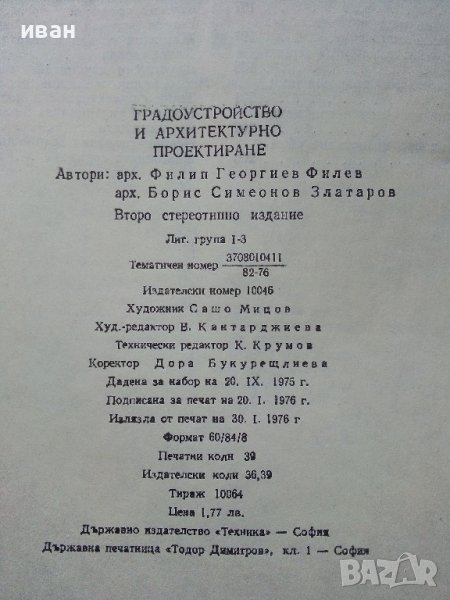 иван
ГРАДОУСТРОЙСТВО
И АРХИТЕКТУРНО
ПРОЕКТИРАНЕ
Автори: арх. Филип Георгиев Филев
арх. Борис Симеонов Златаров
Второ стереотипно издание
Лит. група I-3
Тематичен номер 3708010411
82-76
Издателски номер 10046
Художник Сашо Мицов
Худ.-редактор В. Кантарджиева
Технически редактор К. Крумов
Коректор Дора Букурещлиева
Дадена за набор на 20. IX. 1975 г.
Подписана за печат на 20. I. 1976 г.
Излязла от печат на 30. I. 1976 г
Формат 60/84/8
Печатни коли 39
Издателски коли 36,39
Тираж 10064
Цена 1,77 лв.
Държавно издателство «Техника» — София
Държавна печатница «Тодор Димитров», кл. 1 — София
BAZAR